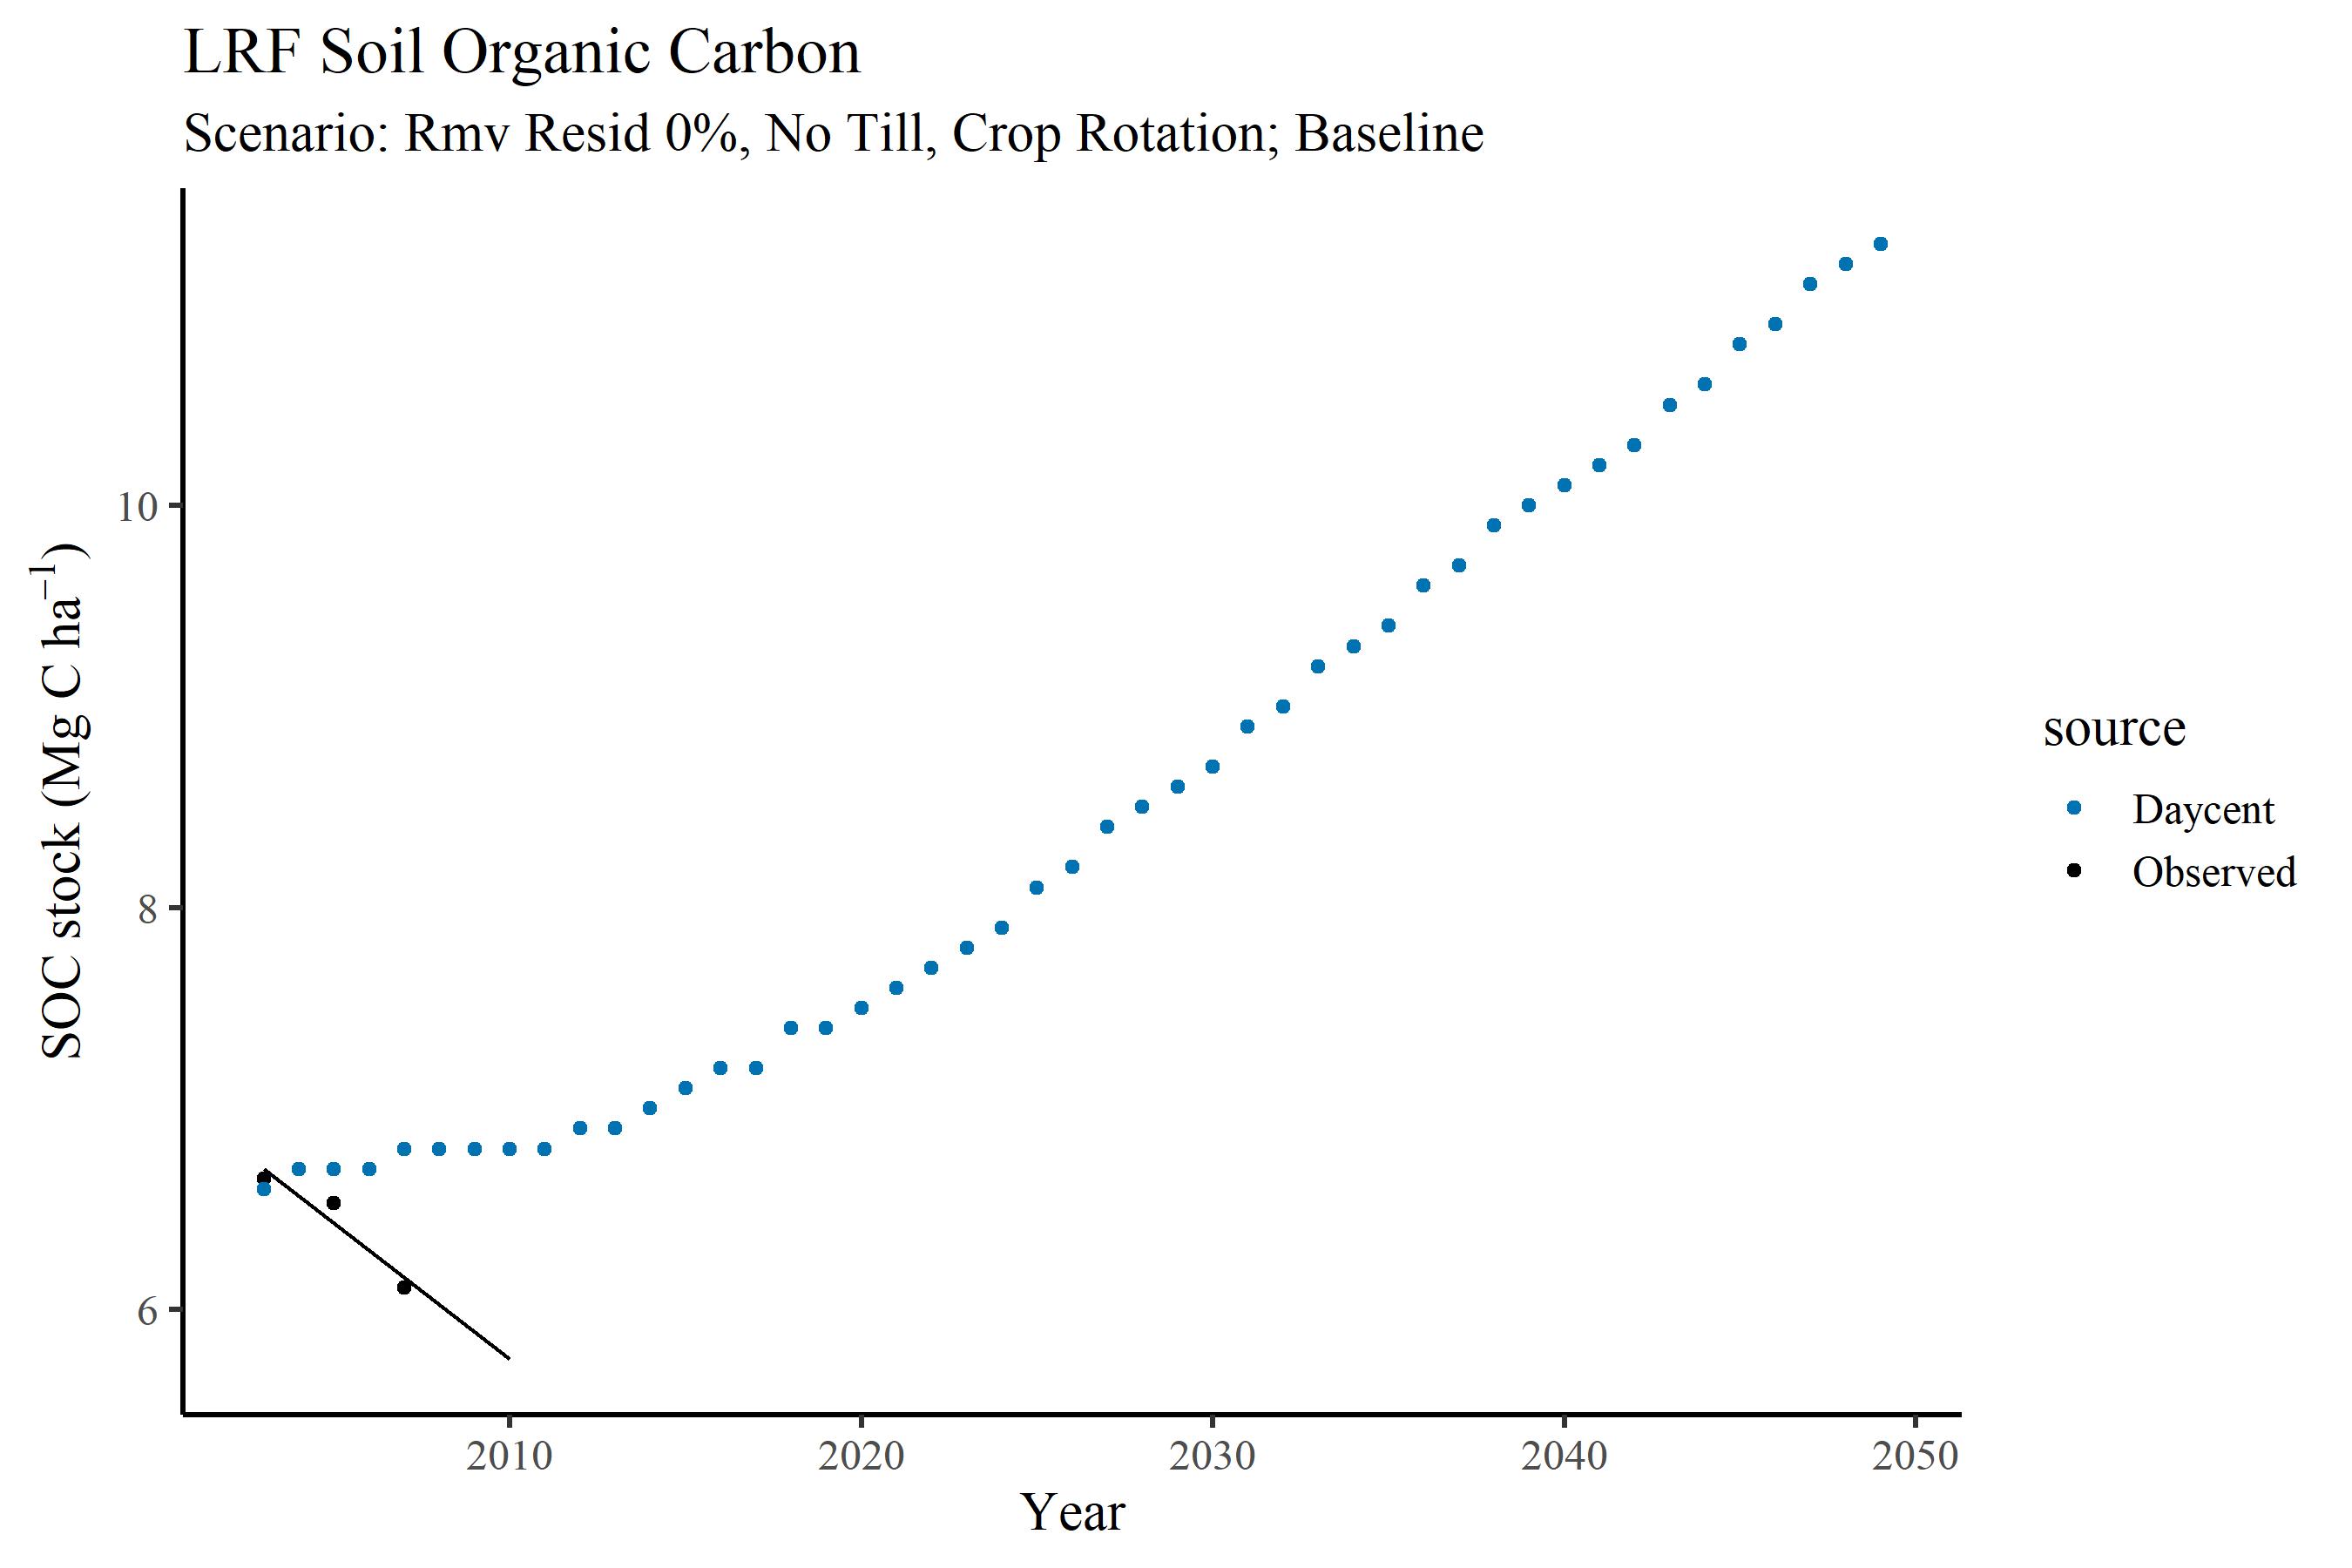 LRF Soil Organic Carbon
Scenario: Rmv Resid 0%, No Till, Crop Rotation; Baseline
SOC stock (Mg C ha⁻¹)
10
8
6
2010
2020
2030
2040
2050
Year
source
Daycent
Observed